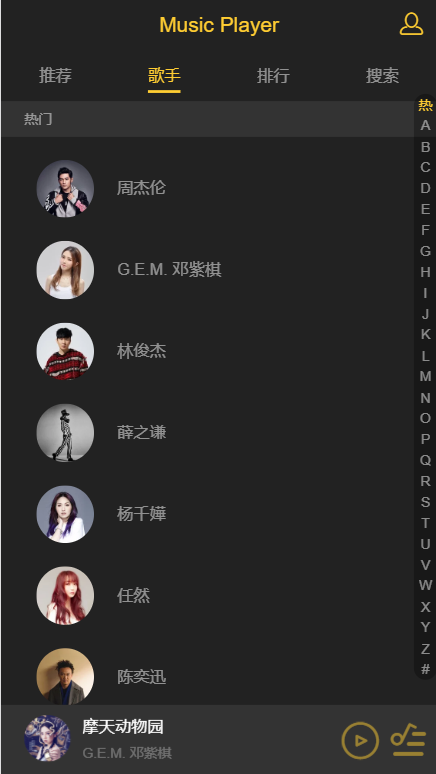 Music Player
推荐 歌手 排行 搜索
热门
周杰伦
G.E.M. 邓紫棋
林俊杰
薛之谦
杨千嬅
任然
陈奕迅
热
A
B
C
D
E
F
G
H
I
J
K
L
M
N
O
P
Q
R
S
T
U
V
W
X
Y
Z
#
摩天动物园
G.E.M. 邓紫棋